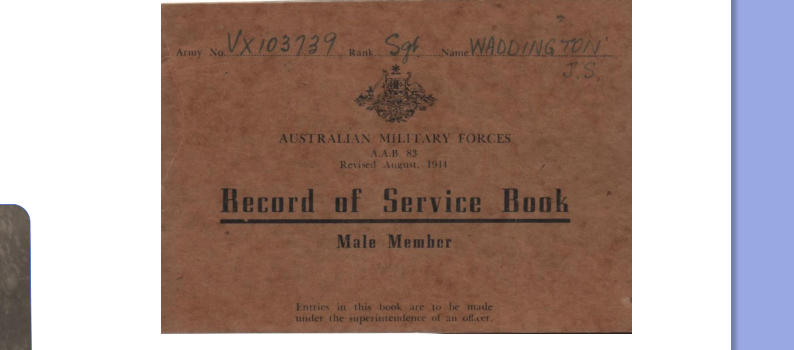 Army No. VX103739 Rank Sgt Name WADDINGTON
J.S.
AUSTRALIAN MILITARY FORCES
A.A.B. 83
Revised August, 1944
Record of Service Book
Male Member
Entries in this book are to be made
under the superintendence of an officer.